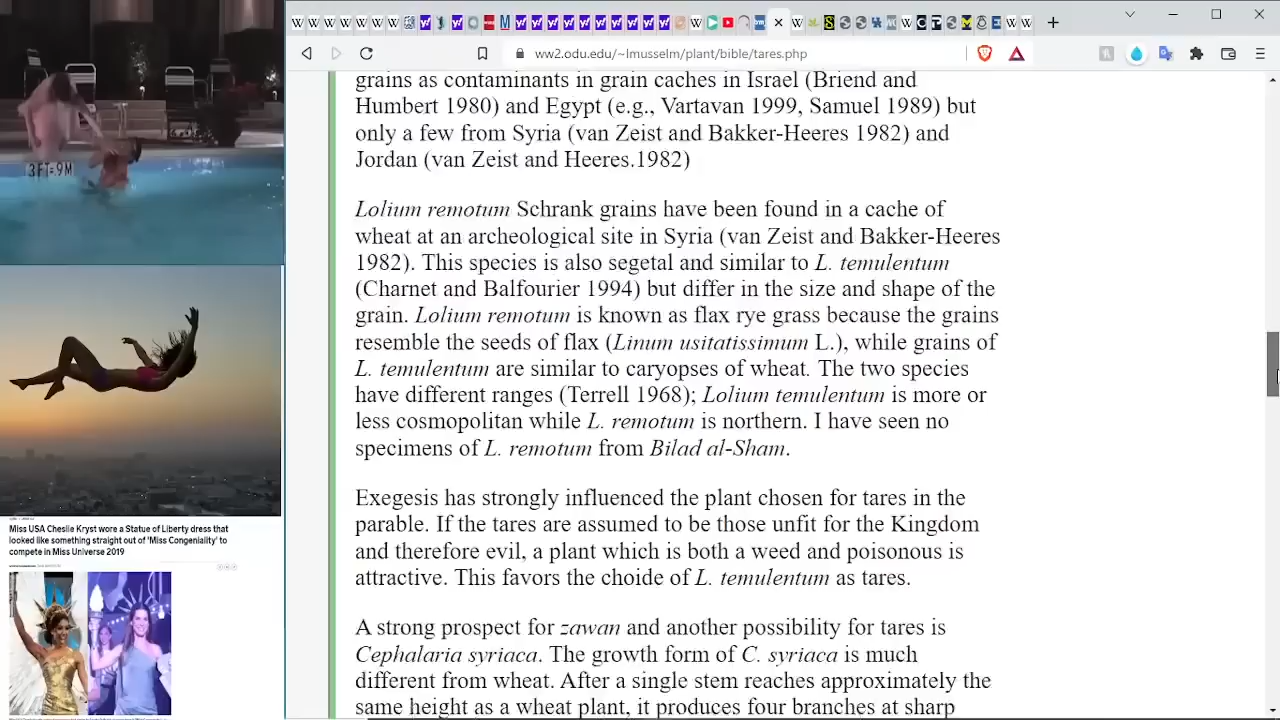 3FT=9M
Miss USA Cheslie Kryst wore a Statue of Liberty dress that
looked like something straight out of 'Miss Congeniality' to
compete in Miss Universe 2019
ww2.odu.edu/~lmusselm/plant/bible/tares.php
grains as contaminants in grain caches in Israel (Briend and
Humbert 1980) and Egypt (e.g., Vartavan 1999, Samuel 1989) but
only a few from Syria (van Zeist and Bakker-Heeres 1982) and
Jordan (van Zeist and Heeres.1982)
Lolium remotum Schrank grains have been found in a cache of
wheat at an archeological site in Syria (van Zeist and Bakker-Heeres
1982). This species is also segetal and similar to L. temulentum
(Charnet and Balfourier 1994) but differ in the size and shape of the
grain. Lolium remotum is known as flax rye grass because the grains
resemble the seeds of flax (Linum usitatissimum L.), while grains of
L. temulentum are similar to caryopses of wheat. The two species
have different ranges (Terrell 1968); Lolium temulentum is more or
less cosmopolitan while L. remotum is northern. I have seen no
specimens of L. remotum from Bilad al-Sham.
Exegesis has strongly influenced the plant chosen for tares in the
parable. If the tares are assumed to be those unfit for the Kingdom
and therefore evil, a plant which is both a weed and poisonous is
attractive. This favors the choide of L. temulentum as tares.
A strong prospect for zawan and another possibility for tares is
Cephalaria syriaca. The growth form of C. syriaca is much
different from wheat. After a single stem reaches approximately the
same height as a wheat plant, it produces four branches at sharp